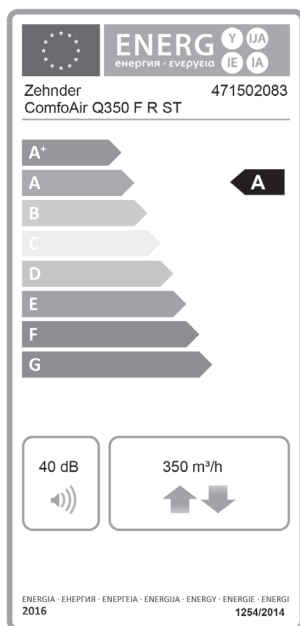 ENERG Y IJA
енергия · ενεργεια IE IA
Zehnder 471502083
ComfoAir Q350 F R ST
A+
A A
B
C
D
E
F
G
40 dB 350 m³/h
ENERGIA · ЕНЕРГИЯ · ΕΝΕΡΓΕΙΑ · ENERGIJA · ENERGY · ENERGIE · ENERGI
2016 1254/2014